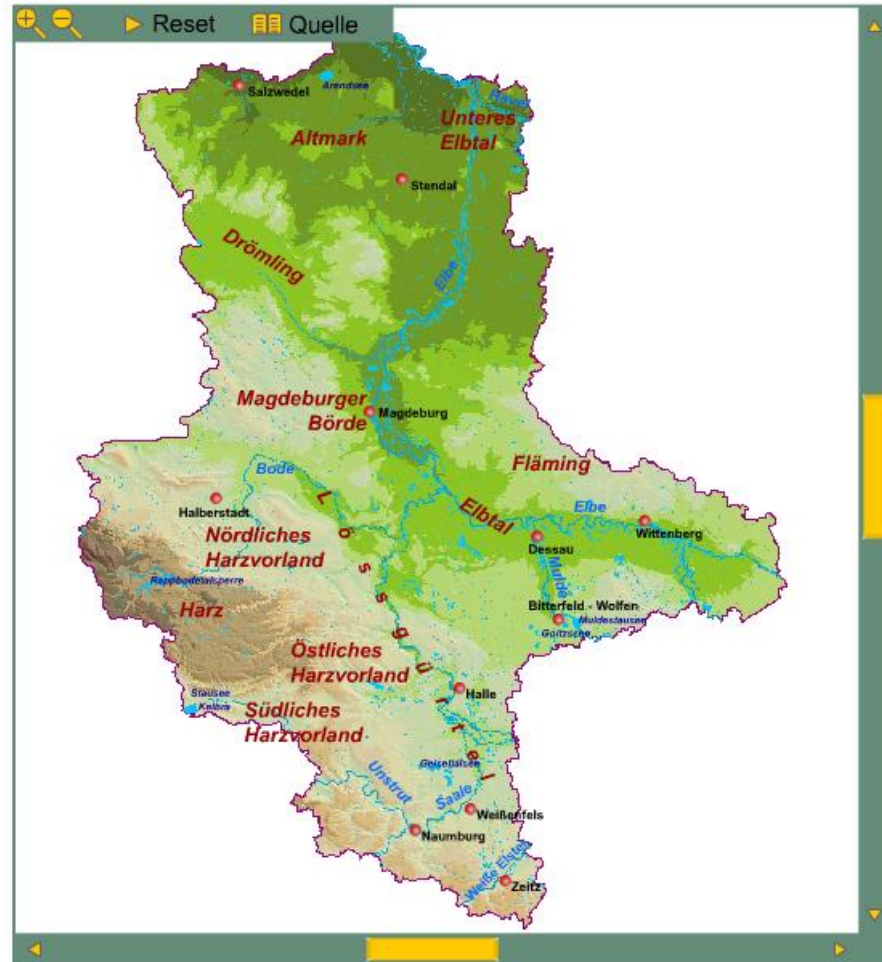 Reset Quelle
Salzwedel
Arendsee
Havel
Altmark
Unteres
Elbtal
Stendal
Drömling
Elbe
Magdeburger
Börde
Magdeburg
Fläming
Bode
Halberstadt
Lössgürtel
Elbtal
Elbe
Wittenberg
Nördliches
Harzvorland
Dessau
Mulde
Rappbodetalsperre
Harz
Bitterfeld - Wolfen
Muldestausee
Goitzsee
Östliches
Harzvorland
Halle
Stausee
Kelbra
Südliches
Harzvorland
Geiseltalsee
Unstrut
Saale
Weißenfels
Naumburg
Weiße Elster
Zeitz